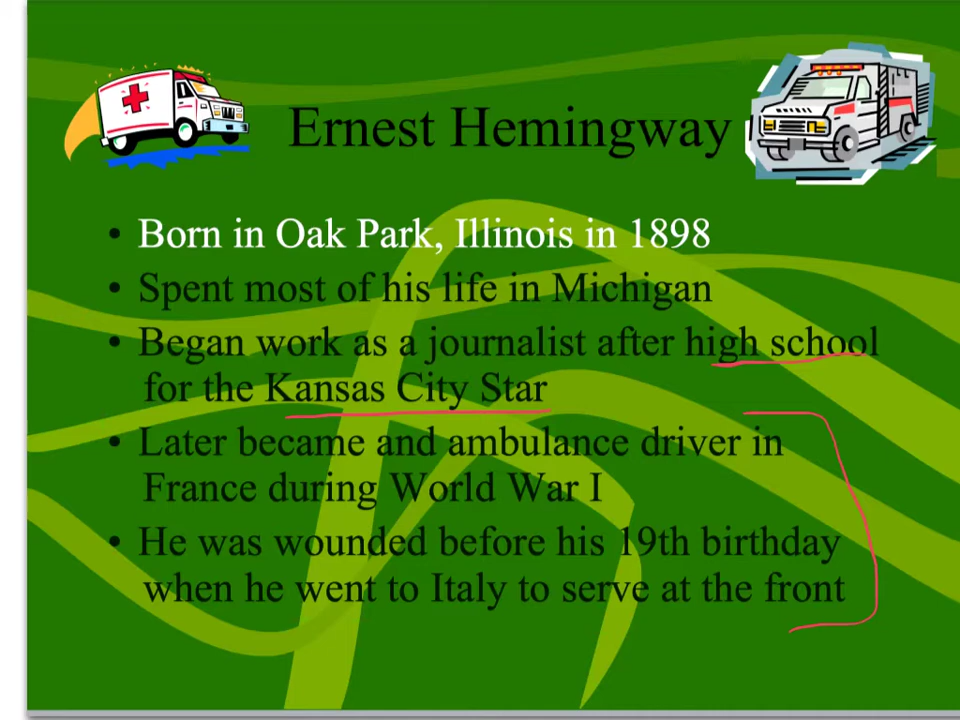 Ernest Hemingway
• Born in Oak Park, Illinois in 1898
• Spent most of his life in Michigan
• Began work as a journalist after high school
for the Kansas City Star
• Later became and ambulance driver in
France during World War I
• He was wounded before his 19th birthday
when he went to Italy to serve at the front